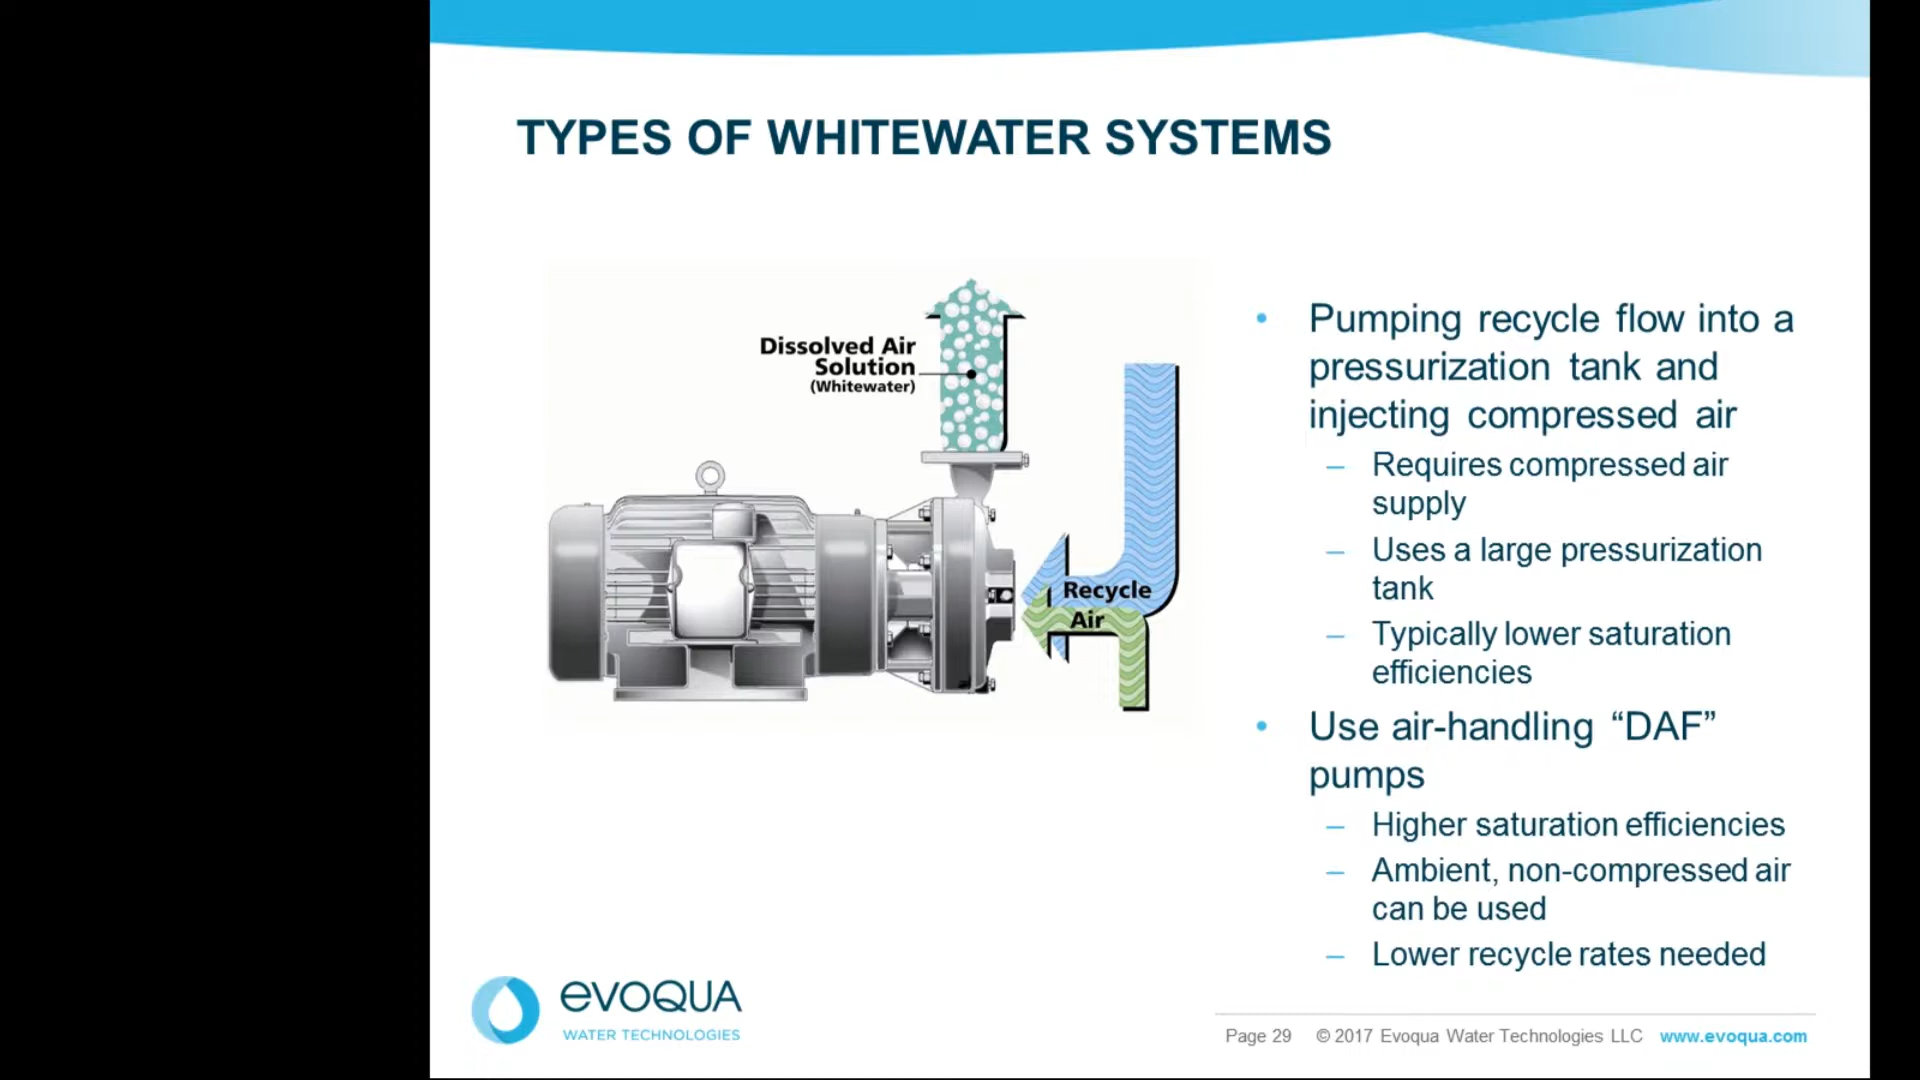 TYPES OF WHITEWATER SYSTEMS
Dissolved Air
Solution
(Whitewater)
Recycle
Air
• Pumping recycle flow into a
pressurization tank and
injecting compressed air
– Requires compressed air
supply
– Uses a large pressurization
tank
– Typically lower saturation
efficiencies
• Use air-handling “DAF”
pumps
– Higher saturation efficiencies
– Ambient, non-compressed air
can be used
– Lower recycle rates needed
evoQUA
WATER TECHNOLOGIES
Page 29 © 2017 Evoqua Water Technologies LLC www.evoqua.com